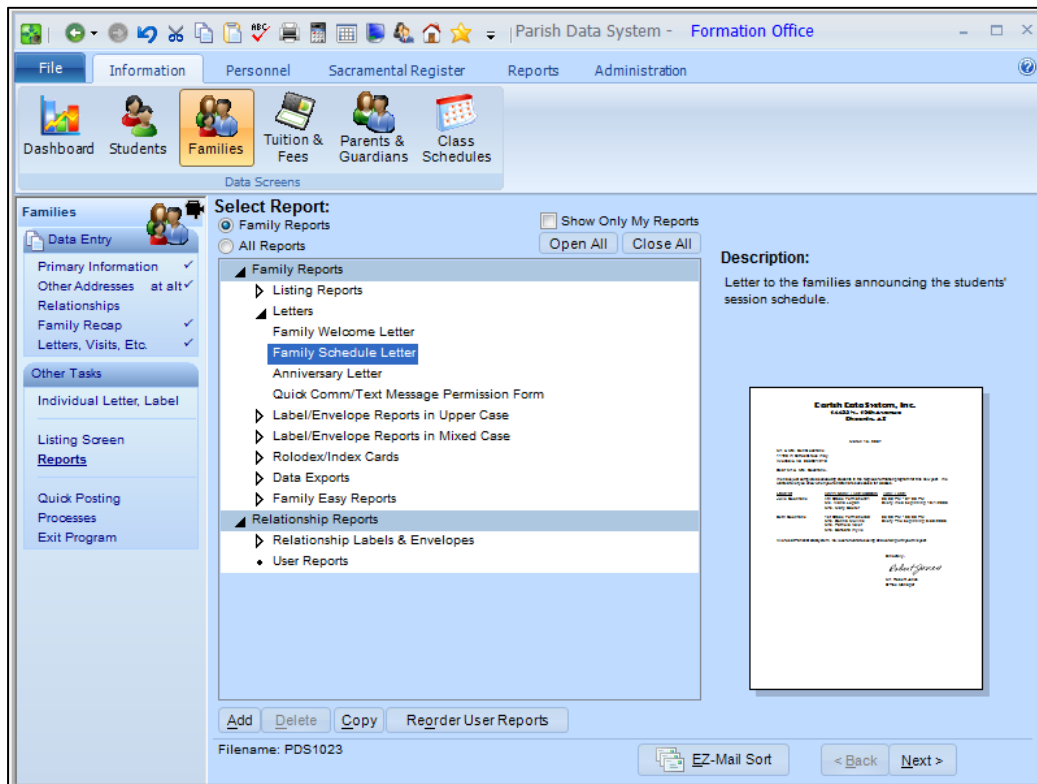 ABC
Parish Data System - Formation Office
File Information Personnel Sacramental Register Reports Administration
Dashboard Students Families Tuition & Fees Parents & Guardians Class Schedules
Data Screens
Families
Data Entry
Primary Information
Other Addresses at alt
Relationships
Family Recap
Letters, Visits, Etc.
Other Tasks
Individual Letter, Label
Listing Screen
Reports
Quick Posting
Processes
Exit Program
Select Report:
Family Reports
All Reports
Show Only My Reports
Open All Close All
Family Reports
Listing Reports
Letters
Family Welcome Letter
Family Schedule Letter
Anniversary Letter
Quick Comm/Text Message Permission Form
Label/Envelope Reports in Upper Case
Label/Envelope Reports in Mixed Case
Rolodex/Index Cards
Data Exports
Family Easy Reports
Relationship Reports
Relationship Labels & Envelopes
User Reports
Add Delete Copy Reorder User Reports
Filename: PDS1023
Description:
Letter to the families announcing the students'
session schedule.
Parish Data System, Inc.
Phoenix, AZ
Robert Jones
EZ-Mail Sort < Back Next >